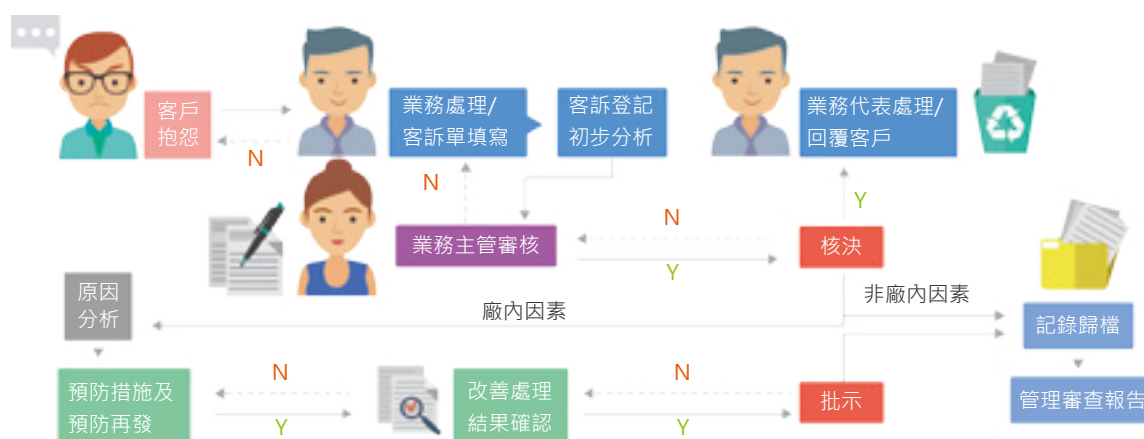 客戶
抱怨
業務處理/
客訴單填寫
客訴登記
初步分析
業務代表處理/
回覆客戶
N
N
Y
業務主管審核
N
Y
核決
原因
分析
廠內因素
非廠內因素
記錄歸檔
預防措施及
預防再發
N
Y
改善處理
結果確認
N
Y
批示
管理審查報告